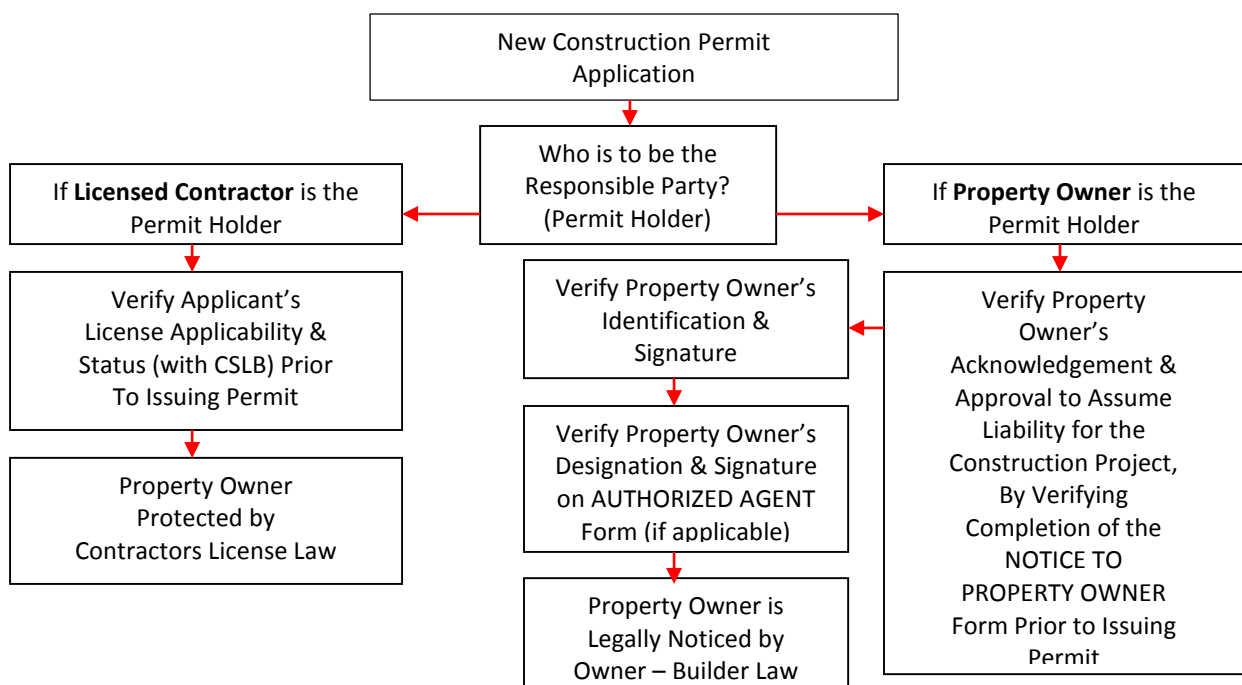 New Construction Permit
Application
Who is to be the
Responsible Party?
(Permit Holder)
If Licensed Contractor is the
Permit Holder
If Property Owner is the
Permit Holder
Verify Applicant’s
License Applicability &
Status (with CSLB) Prior
To Issuing Permit
Property Owner
Protected by
Contractors License Law
Verify Property
Owner’s
Acknowledgement &
Approval to Assume
Liability for the
Construction Project,
By Verifying
Completion of the
NOTICE TO
PROPERTY OWNER
Form Prior to Issuing
Permit
Verify Property Owner’s
Identification &
Signature
Verify Property Owner’s
Designation & Signature
on AUTHORIZED AGENT
Form (if applicable)
Property Owner is
Legally Noticed by
Owner – Builder Law